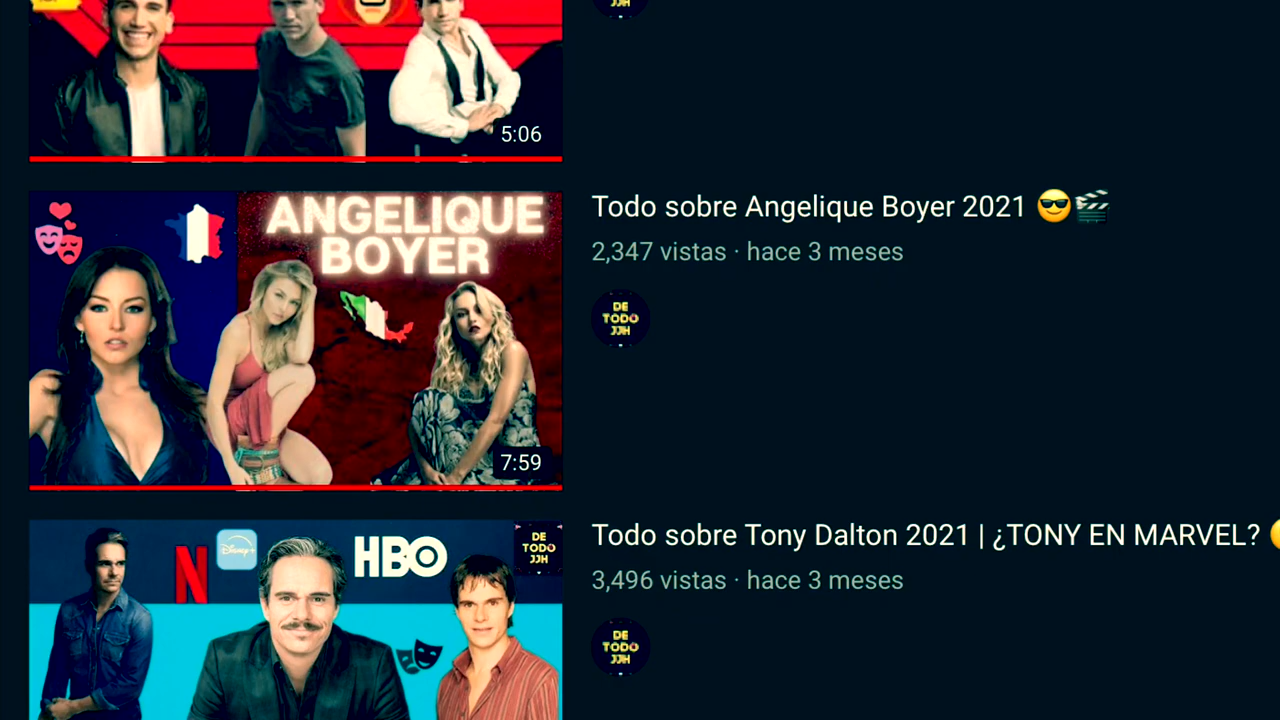 JJH
5:06
ANGELIQUE
BOYER
7:59
Todo sobre Angelique Boyer 2021 😎🎬
2,347 vistas · hace 3 meses
DE
TODO
JJH
N
Disney+
HBO
DE
TODO
JJH
Todo sobre Tony Dalton 2021 | ¿TONY EN MARVEL?
3,496 vistas · hace 3 meses
DE
TODO
JJH